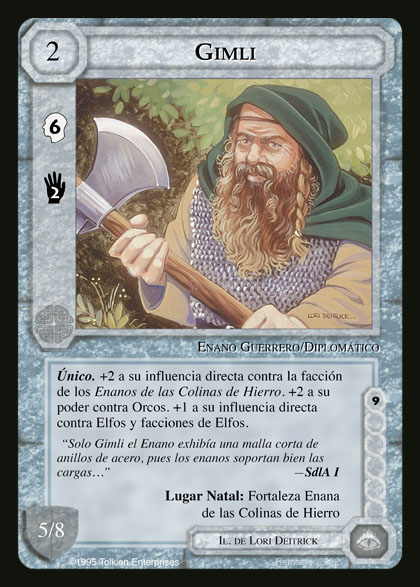 2
GIMLI
6
2
LORI DEITRICK
ENANO GUERRERO/DIPLOMÁTICO
Único. +2 a su influencia directa contra la facción
de los Enanos de las Colinas de Hierro. +2 a su
poder contra Orcos. +1 a su influencia directa
contra Elfos y facciones de Elfos.
“Solo Gimli el Enano exhibía una malla corta de
anillos de acero, pues los enanos soportan bien las
cargas…” —SdlA I
9
Lugar Natal: Fortaleza Enana
de las Colinas de Hierro
5/8
IL. DE LORI DEITRICK
©1995 Tolkien Enterprises